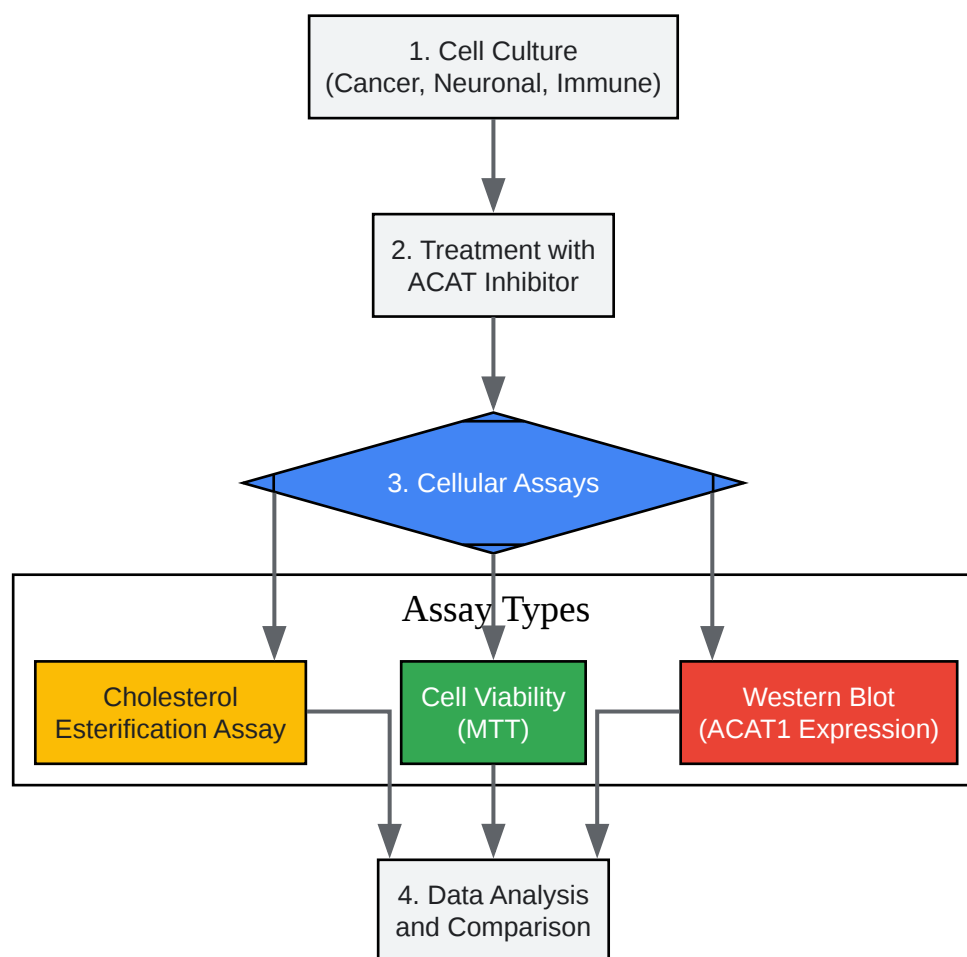 1. Cell Culture
(Cancer, Neuronal, Immune)
2. Treatment with
ACAT Inhibitor
3. Cellular Assays
Assay Types
Cholesterol
Esterification Assay
Cell Viability
(MTT)
Western Blot
(ACAT1 Expression)
4. Data Analysis
and Comparison